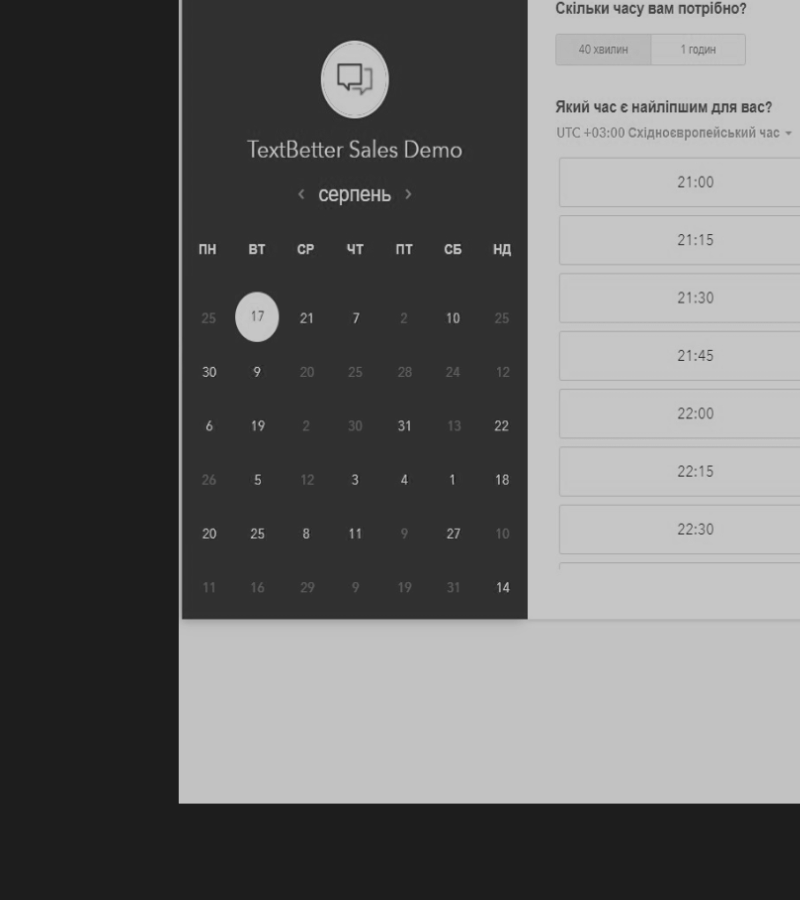 TextBetter Sales Demo
‹ серпень ›
ПН ВТ СР ЧТ ПТ СБ НД
25 17 21 7 2 10 25
30 9 20 25 28 24 12
6 19 2 30 31 13 22
26 5 12 3 4 1 18
20 25 8 11 9 27 10
11 16 29 9 19 31 14
Скільки часу вам потрібно?
40 хвилин 1 годин
Який час є найліпшим для вас?
UTC +03:00 Східноєвропейський час
21:00
21:15
21:30
21:45
22:00
22:15
22:30